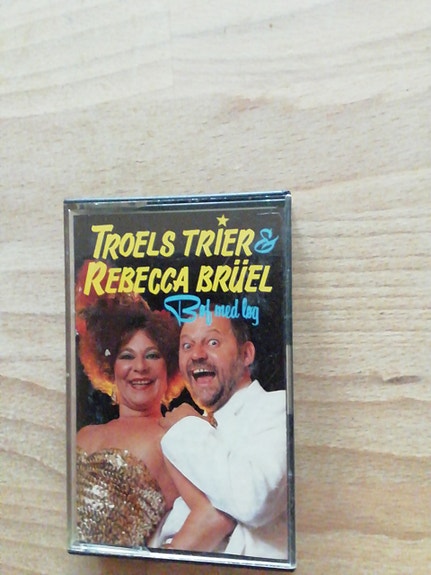 TROELS TRIER &
REBECCA BRÜEL
Bøf med løg